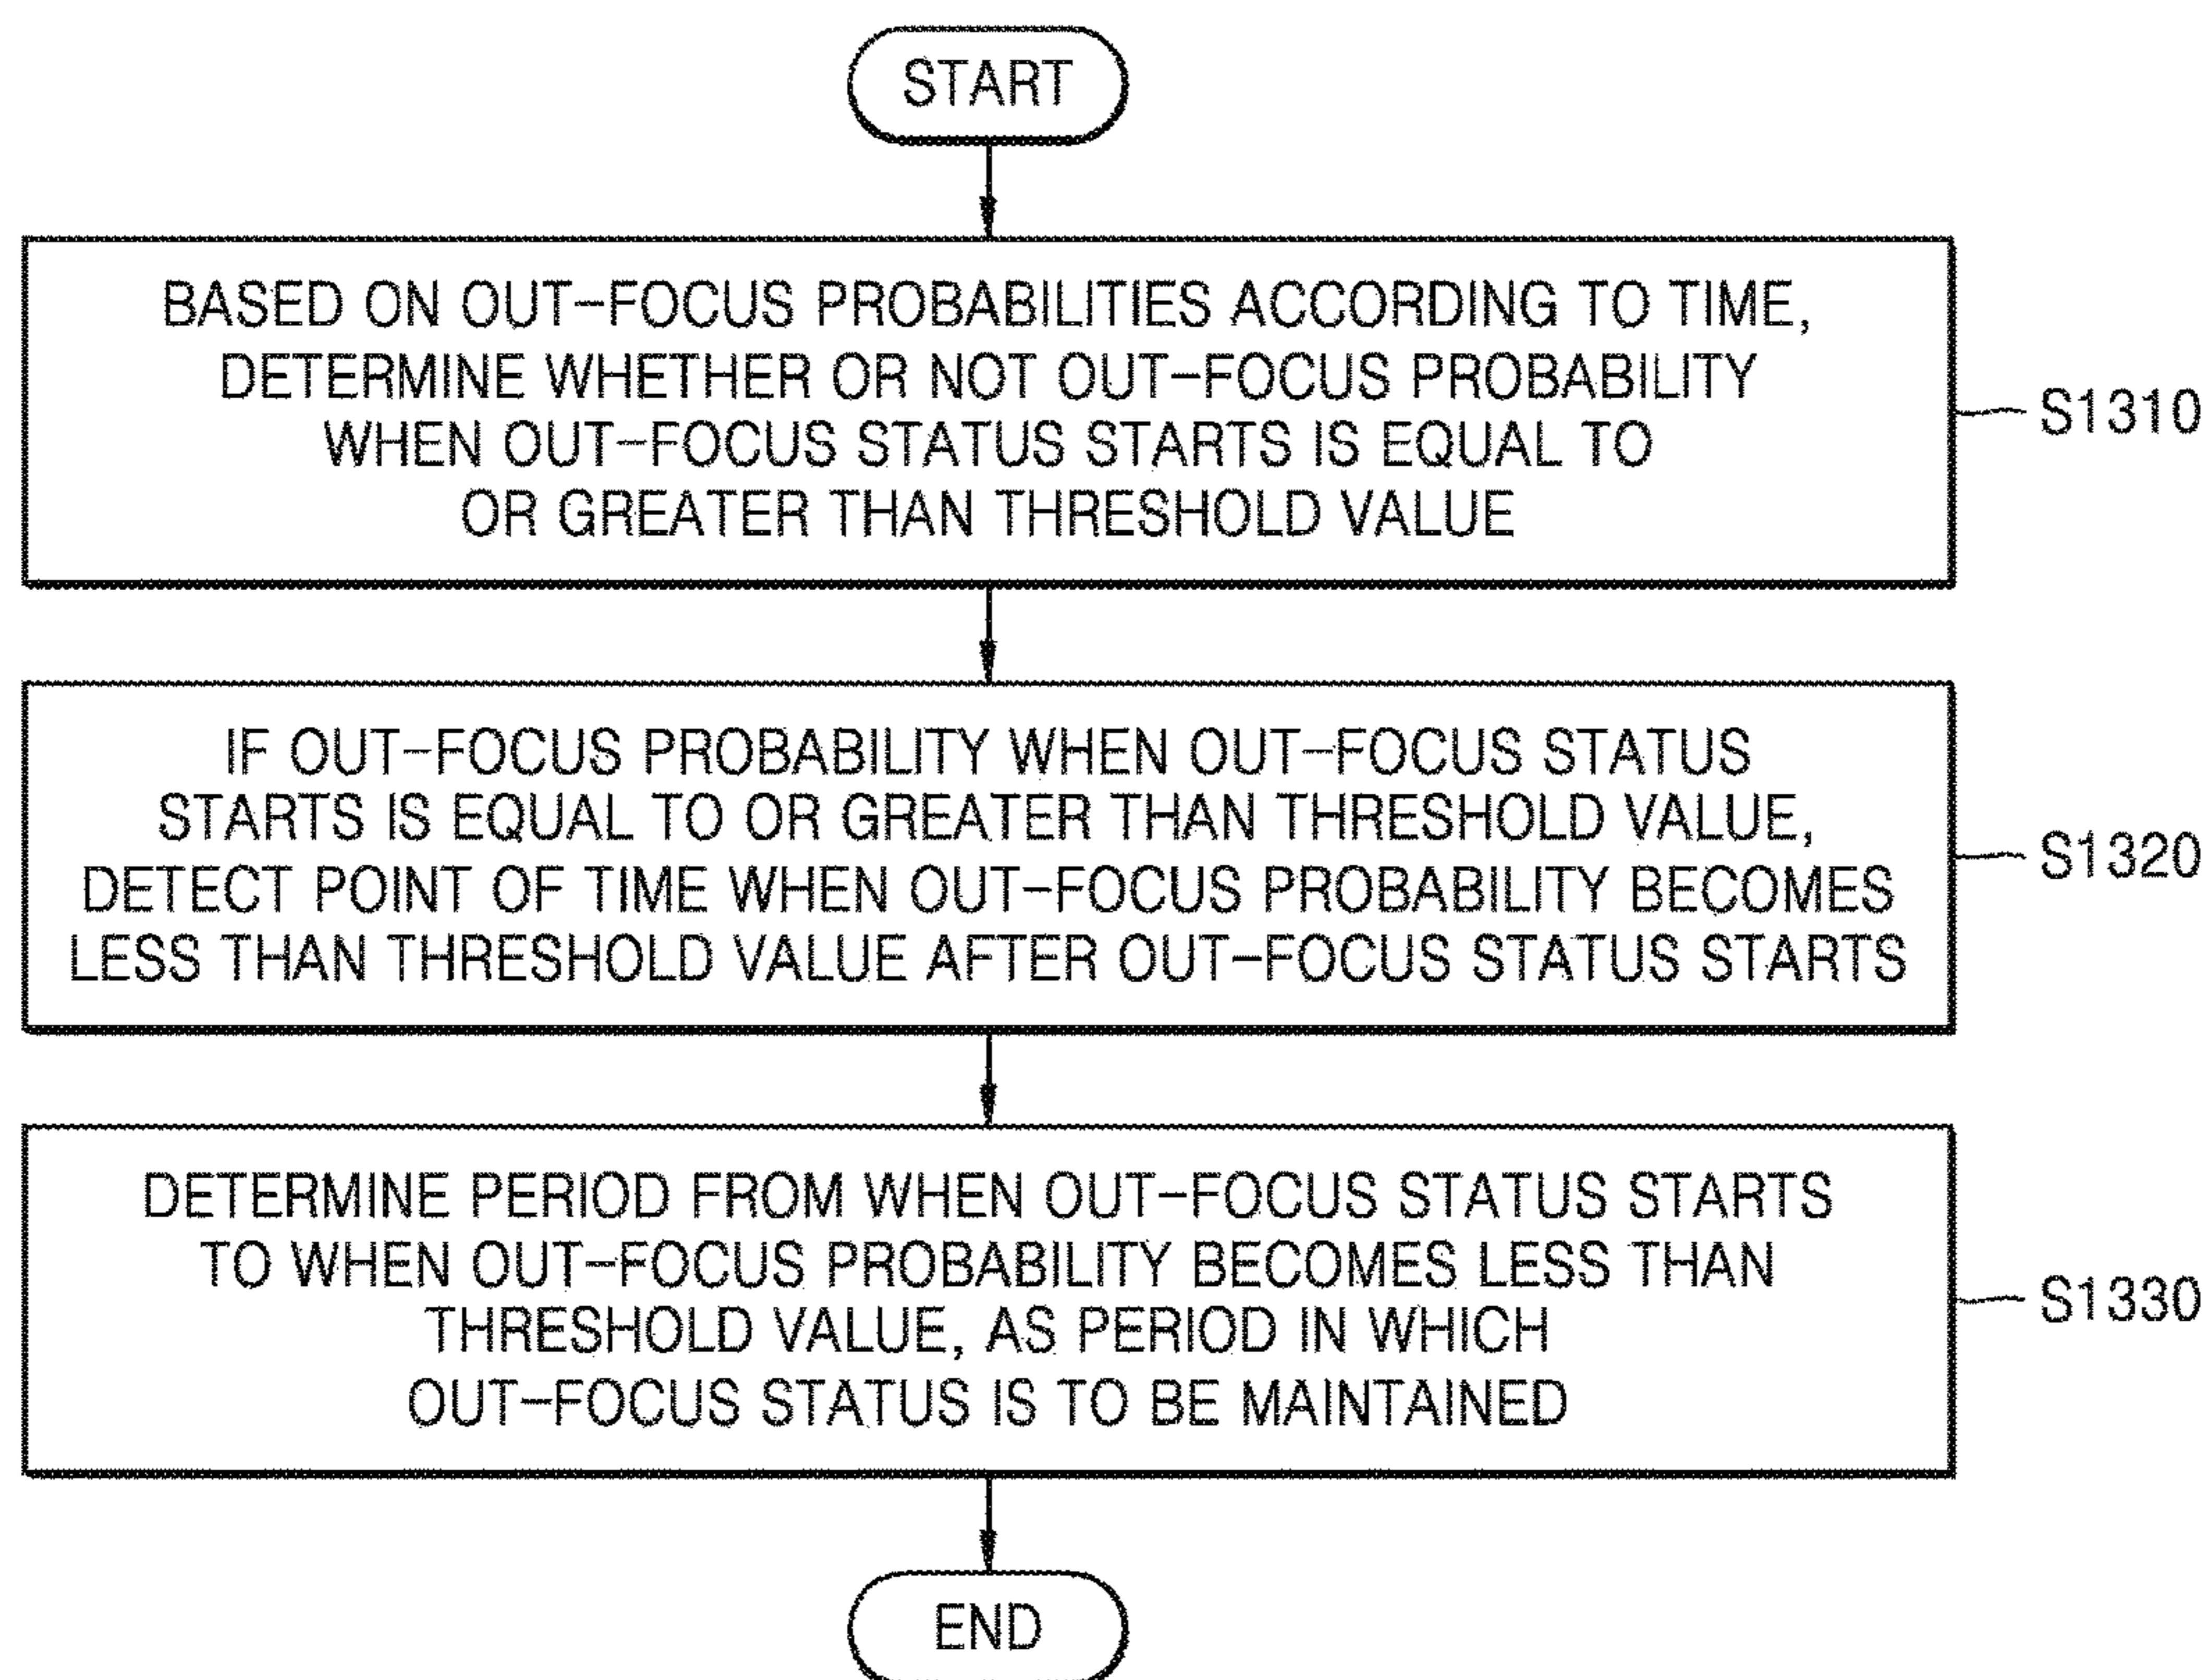 START
BASED ON OUT-FOCUS PROBABILITIES ACCORDING TO TIME,
DETERMINE WHETHER OR NOT OUT-FOCUS PROBABILITY
WHEN OUT-FOCUS STATUS STARTS IS EQUAL TO
OR GREATER THAN THRESHOLD VALUE
S1310
IF OUT-FOCUS PROBABILITY WHEN OUT-FOCUS STATUS
STARTS IS EQUAL TO OR GREATER THAN THRESHOLD VALUE,
DETECT POINT OF TIME WHEN OUT-FOCUS PROBABILITY BECOMES
LESS THAN THRESHOLD VALUE AFTER OUT-FOCUS STATUS STARTS
S1320
DETERMINE PERIOD FROM WHEN OUT-FOCUS STATUS STARTS
TO WHEN OUT-FOCUS PROBABILITY BECOMES LESS THAN
THRESHOLD VALUE, AS PERIOD IN WHICH
OUT-FOCUS STATUS IS TO BE MAINTAINED
S1330
END